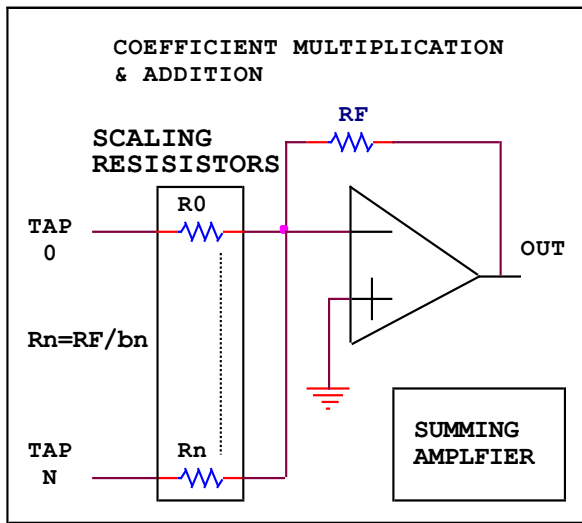 COEFFICIENT MULTIPLICATION
& ADDITION
RF
SCALING
RESISISTORS
R0
TAP
0
OUT
Rn=RF/bn
TAP
N
Rn
SUMMING
AMPLFIER